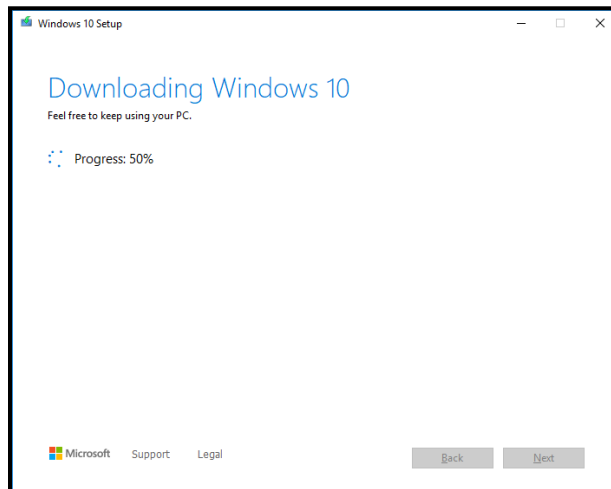 Windows 10 Setup
Downloading Windows 10
Feel free to keep using your PC.
Progress: 50%
Microsoft Support Legal Back Next